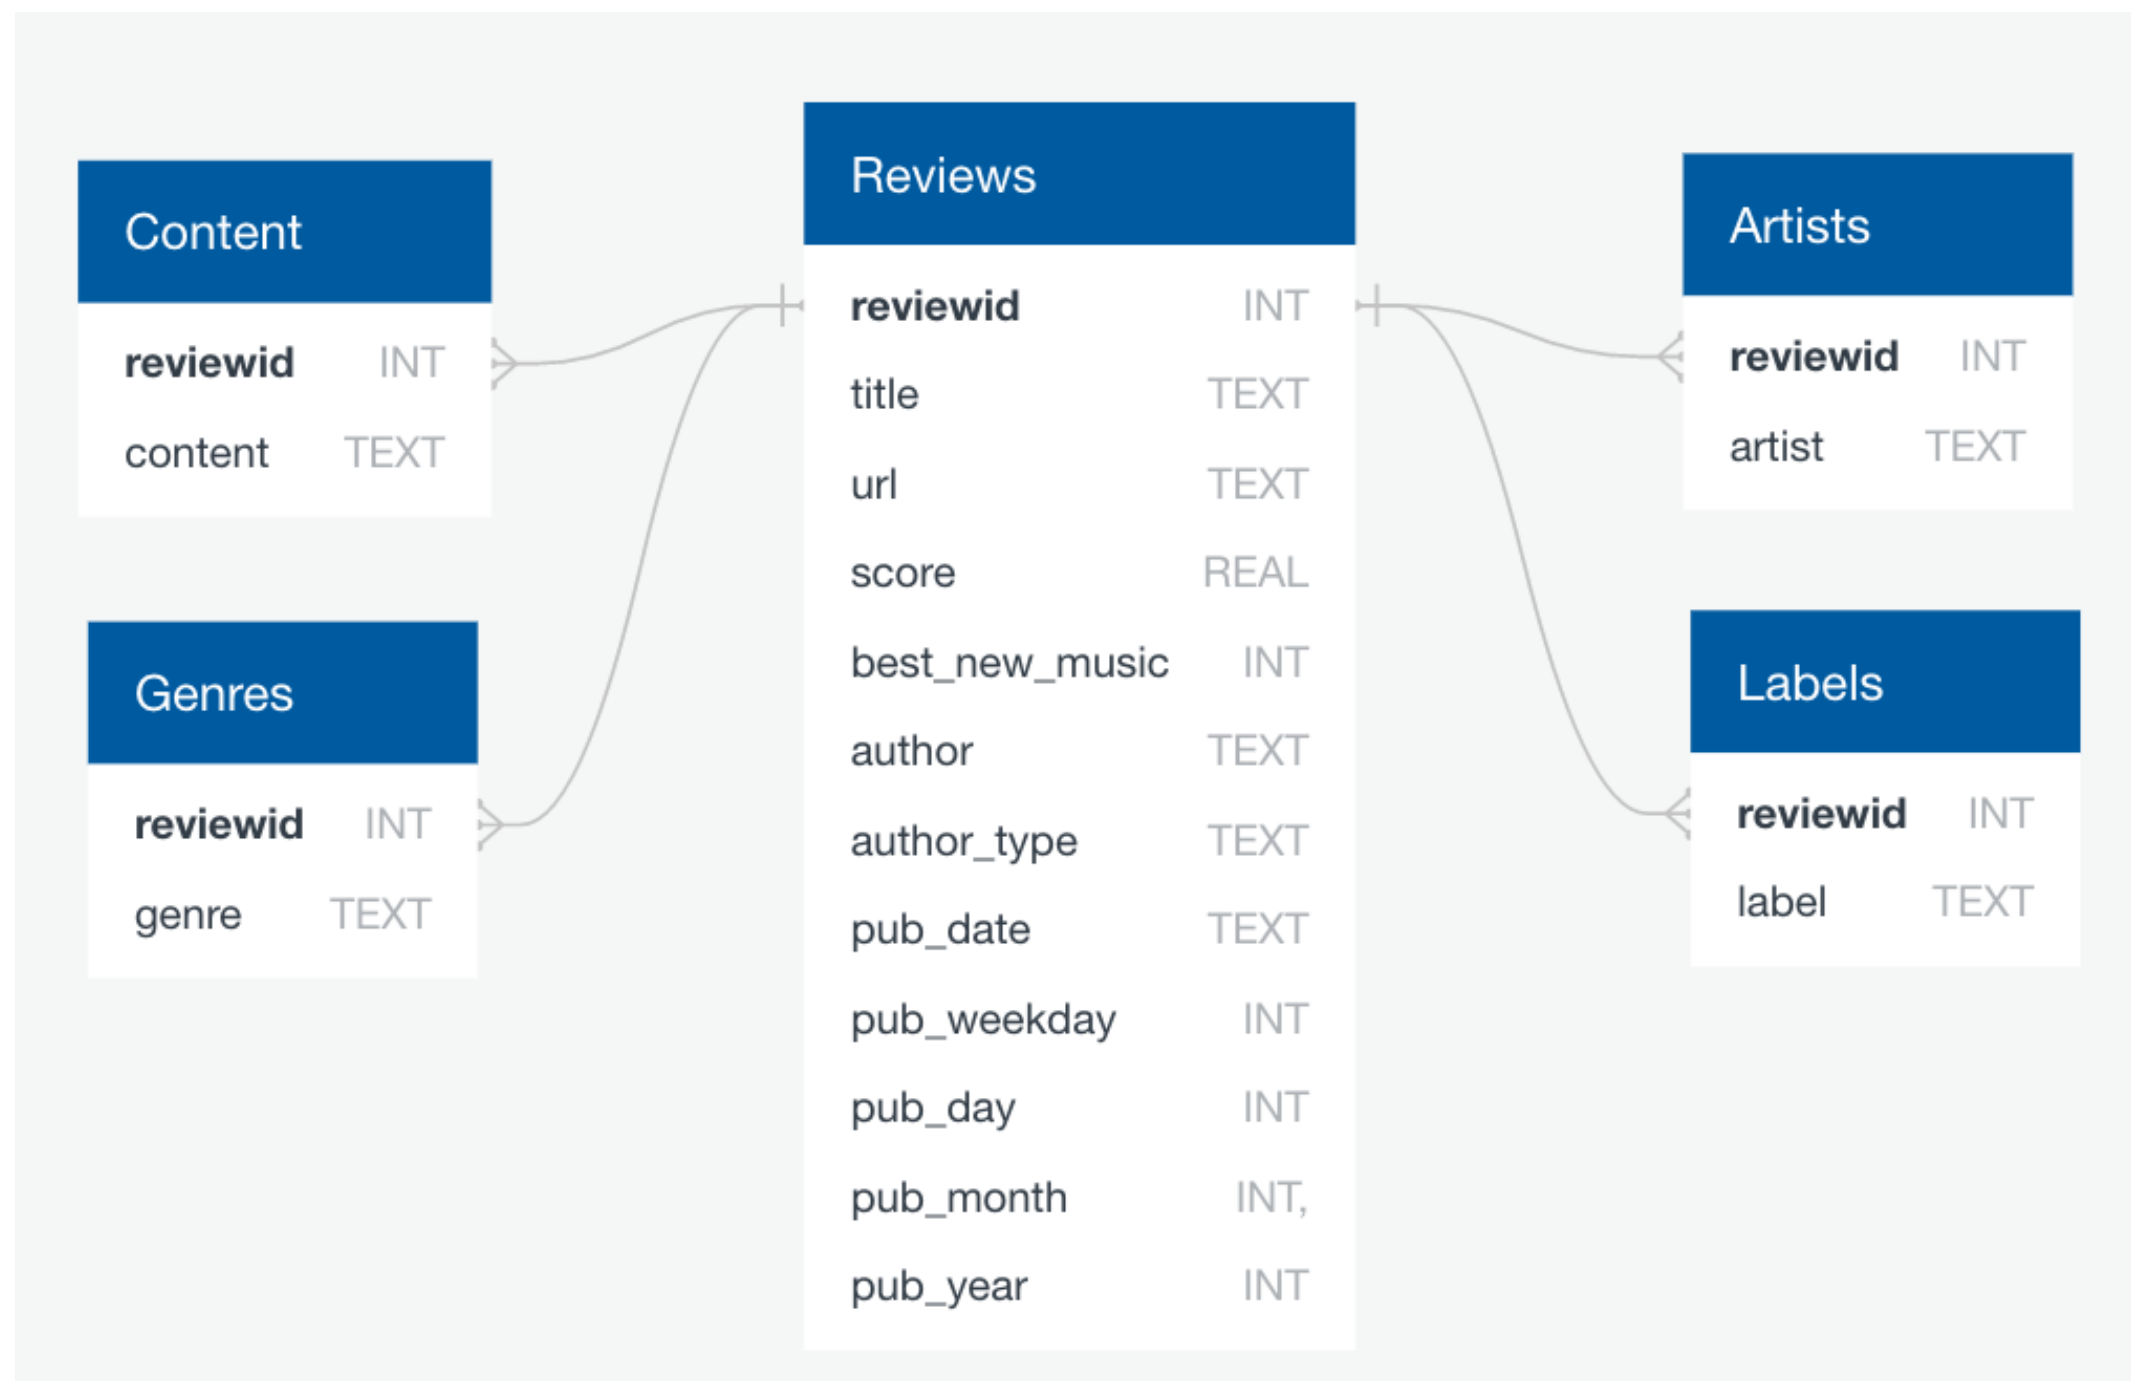 Content
reviewid INT
content TEXT
Genres
reviewid INT
genre TEXT
Reviews
reviewid INT
title TEXT
url TEXT
score REAL
best_new_music INT
author TEXT
author_type TEXT
pub_date TEXT
pub_weekday INT
pub_day INT
pub_month INT,
pub_year INT
Artists
reviewid INT
artist TEXT
Labels
reviewid INT
label TEXT